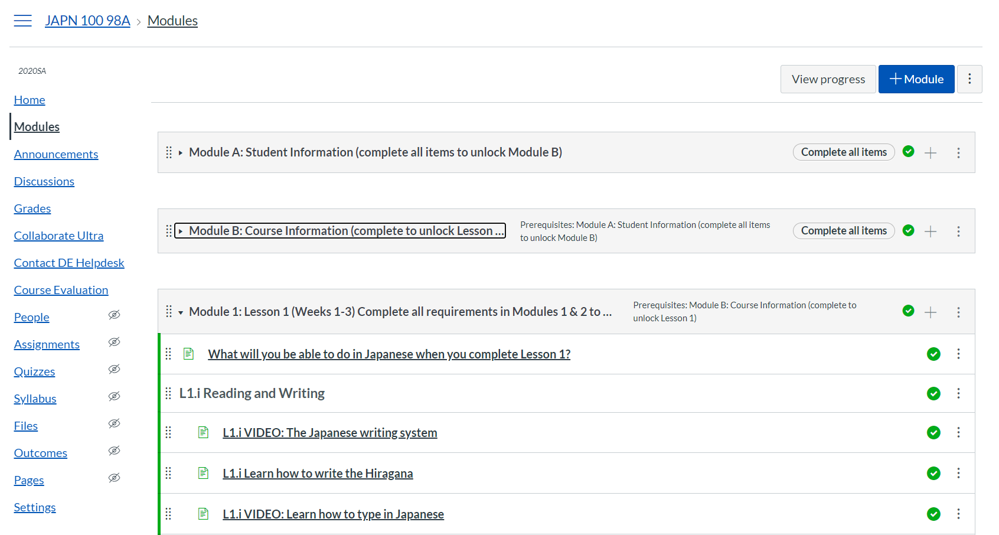 JAPN 100 98A › Modules
2020SA
View progress
+ Module
Home
Modules
Announcements
Discussions
Grades
Collaborate Ultra
Contact DE Helpdesk
Course Evaluation
People
Assignments
Quizzes
Syllabus
Files
Outcomes
Pages
Settings
Module A: Student Information (complete all items to unlock Module B)
Complete all items
Module B: Course Information (complete to unlock Lesson ...
Prerequisites: Module A: Student Information (complete all items
to unlock Module B)
Complete all items
Module 1: Lesson 1 (Weeks 1-3) Complete all requirements in Modules 1 & 2 to ...
Prerequisites: Module B: Course Information (complete to
unlock Lesson 1)
What will you be able to do in Japanese when you complete Lesson 1?
L1.i Reading and Writing
L1.i VIDEO: The Japanese writing system
L1.i Learn how to write the Hiragana
L1.i VIDEO: Learn how to type in Japanese